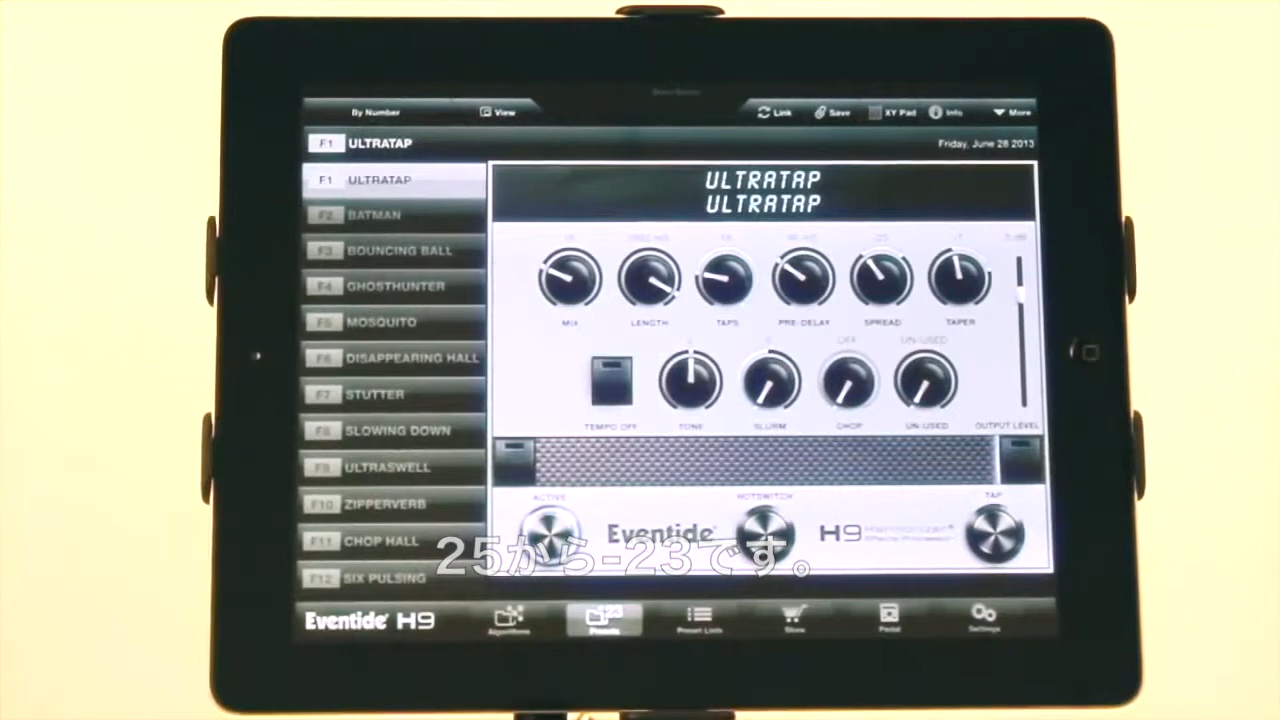 By Number
View
Link
Save
XY Pad
Info
More
F1 ULTRATAP
Friday, June 28 2013
F1 ULTRATAP
F2 BATMAN
F3 BOUNCING BALL
F4 GHOSTHUNTER
F5 MOSQUITO
F6 DISAPPEARING HALL
F7 STUTTER
F8 SLOWING DOWN
F9 ULTRASWELL
F10 ZIPPERVERB
F11 CHOP HALL
F12 SIX PULSING
ULTRATAP
ULTRATAP
MIX
LENGTH
TAPS
PRE-DELAY
SPREAD
TAPER
OFF
UN-USED
TEMPO OFF
TONE
SLURM
CHOP
UN-USED
OUTPUT LEVEL
ACTIVE
HOTSWITCH
TAP
Eventide
H9 Harmonizer®
Effects Processor
25から-23です。
Eventide H9
Algorithms
123
Presets
Preset Lists
Store
Pedal
Settings